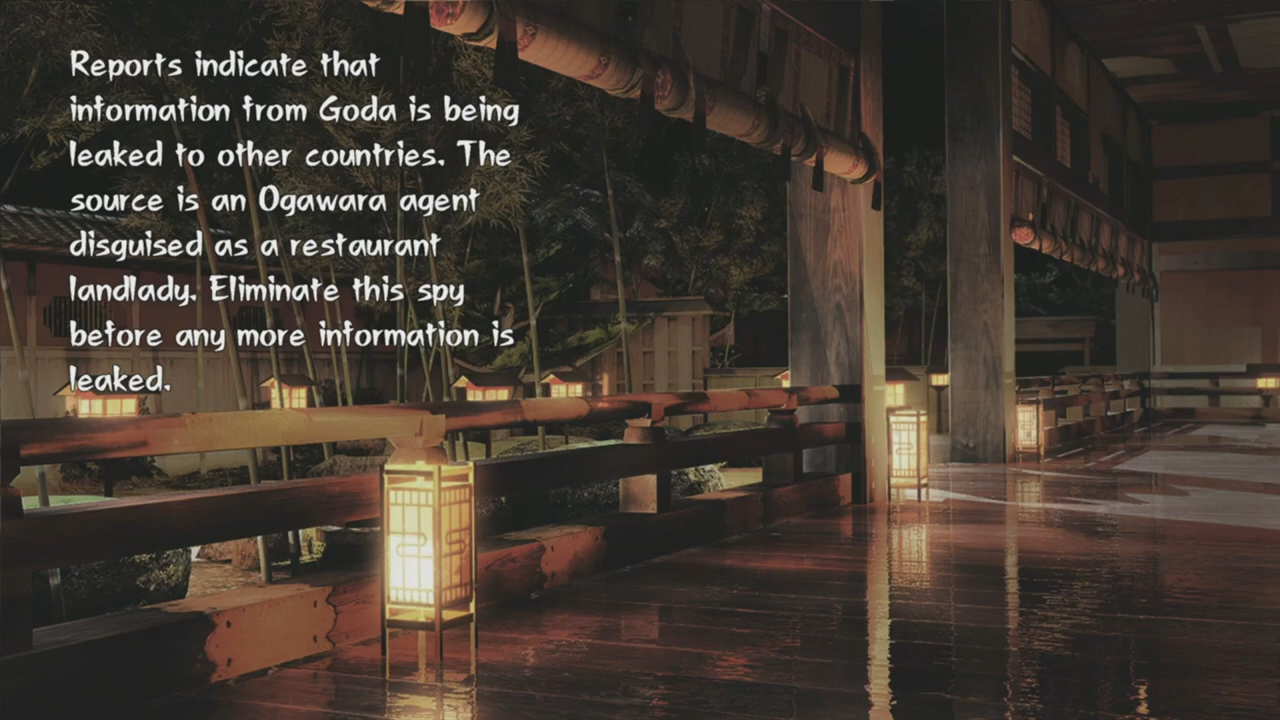 Reports indicate that
information from Goda is being
leaked to other countries. The
source is an Ogawara agent
disguised as a restaurant
landlady. Eliminate this spy
before any more information is
leaked.